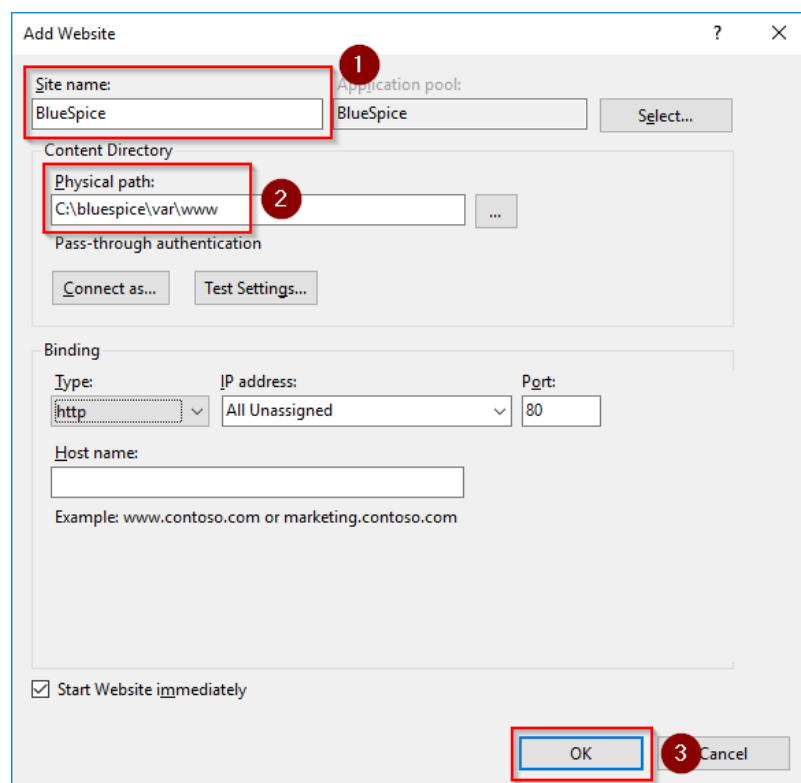 Add Website
?
1
Site name:
Application pool:
BlueSpice
BlueSpice
Select...
Content Directory
Physical path:
2
C:\bluespice\var\www
...
Pass-through authentication
Connect as...
Test Settings...
Binding
Type:
IP address:
Port:
http
All Unassigned
80
Host name:
Example: www.contoso.com or marketing.contoso.com
Start Website immediately
OK
3
Cancel